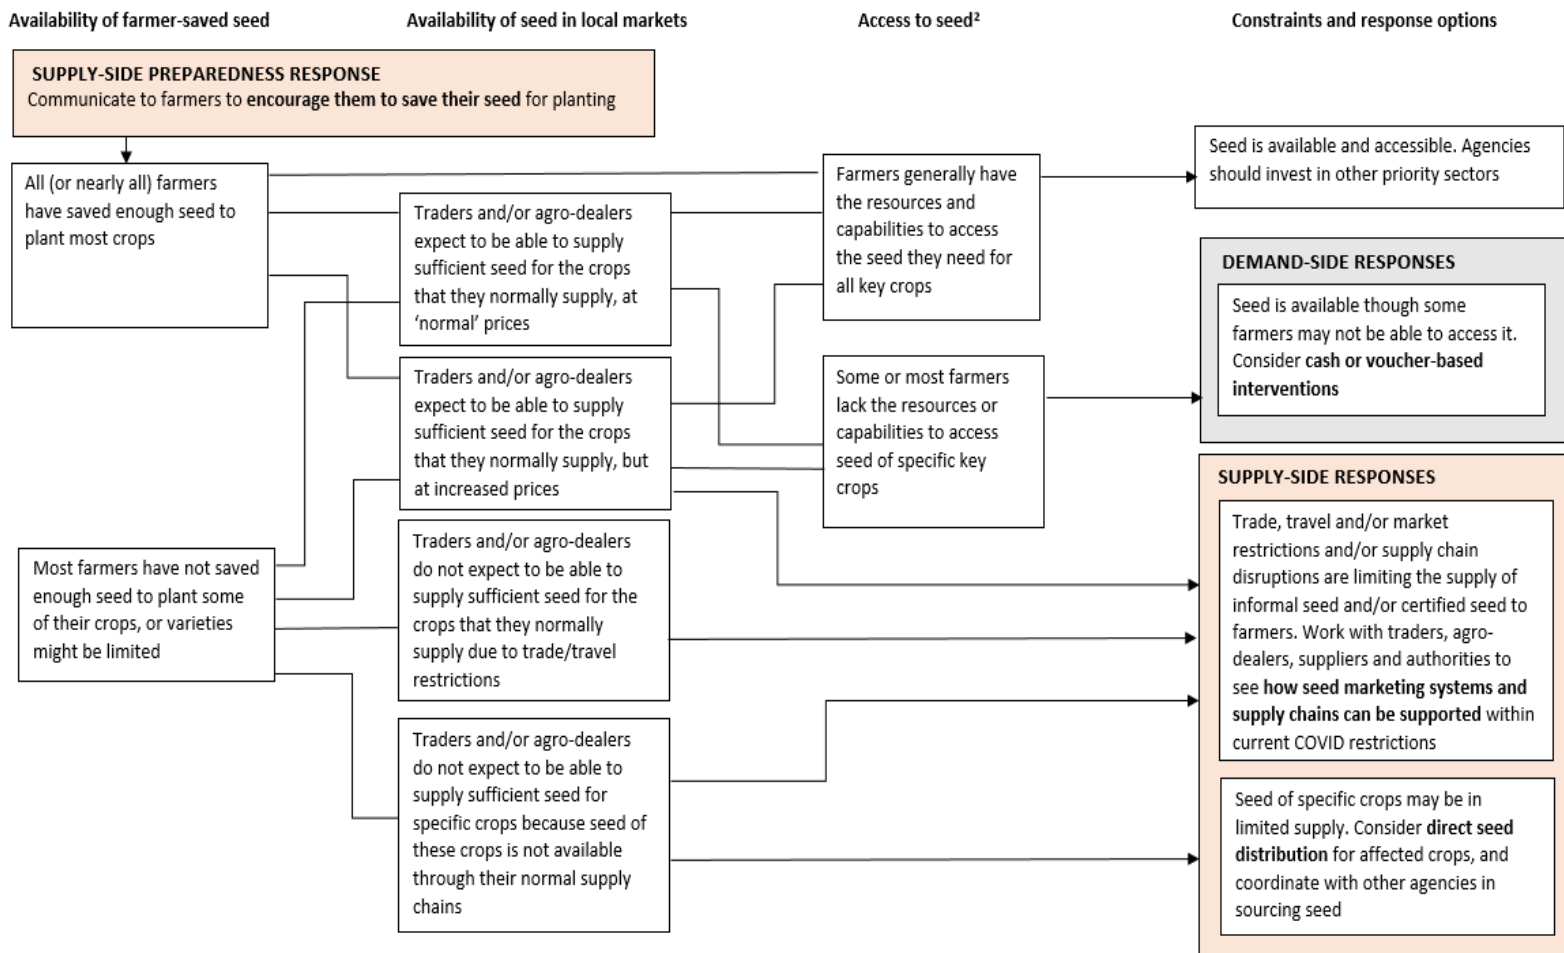 Availability of farmer-saved seed
Availability of seed in local markets
Access to seed²
Constraints and response options
SUPPLY-SIDE PREPAREDNESS RESPONSE
Communicate to farmers to encourage them to save their seed for planting
All (or nearly all) farmers
have saved enough seed to
plant most crops
Most farmers have not saved
enough seed to plant some
of their crops, or varieties
might be limited
Traders and/or agro-dealers
expect to be able to supply
sufficient seed for the crops
that they normally supply, at
‘normal’ prices
Traders and/or agro-dealers
expect to be able to supply
sufficient seed for the crops
that they normally supply, but
at increased prices
Traders and/or agro-dealers
do not expect to be able to
supply sufficient seed for the
crops that they normally
supply due to trade/travel
restrictions
Traders and/or agro-dealers
do not expect to be able to
supply sufficient seed for
specific crops because seed of
these crops is not available
through their normal supply
chains
Farmers generally have
the resources and
capabilities to access
the seed they need for
all key crops
Some or most farmers
lack the resources or
capabilities to access
seed of specific key
crops
Seed is available and accessible. Agencies
should invest in other priority sectors
DEMAND-SIDE RESPONSES
Seed is available though some
farmers may not be able to access it.
Consider cash or voucher-based
interventions
SUPPLY-SIDE RESPONSES
Trade, travel and/or market
restrictions and/or supply chain
disruptions are limiting the supply of
informal seed and/or certified seed to
farmers. Work with traders, agro-
dealers, suppliers and authorities to
see how seed marketing systems and
supply chains can be supported within
current COVID restrictions
Seed of specific crops may be in
limited supply. Consider direct seed
distribution for affected crops, and
coordinate with other agencies in
sourcing seed